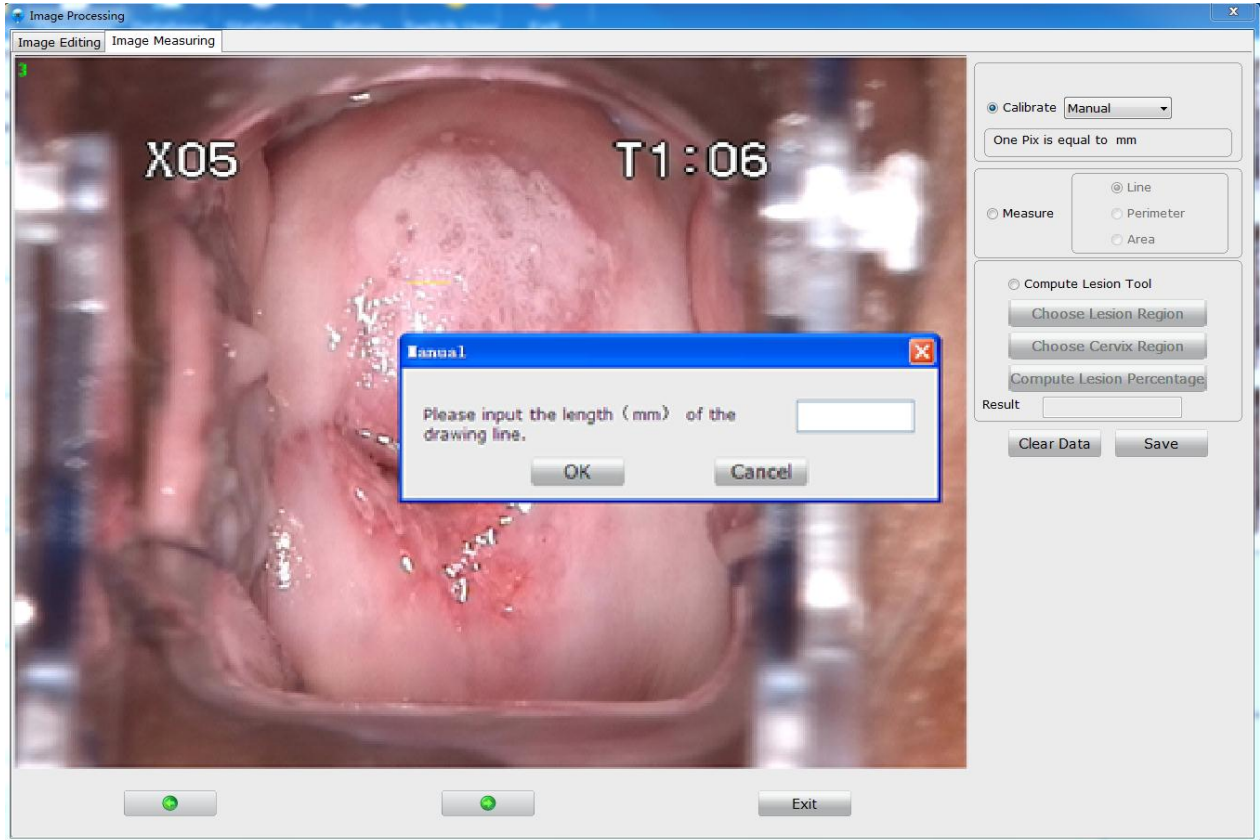 Image Processing
x
Image Editing
Image Measuring
3
X05
T1:06
Calibrate
Manual
One Pix is equal to mm
Measure
Line
Perimeter
Area
Compute Lesion Tool
Choose Lesion Region
Choose Cervix Region
Compute Lesion Percentage
Result
Clear Data
Save
Manual
Please input the length (mm) of the
drawing line.
OK
Cancel
Exit